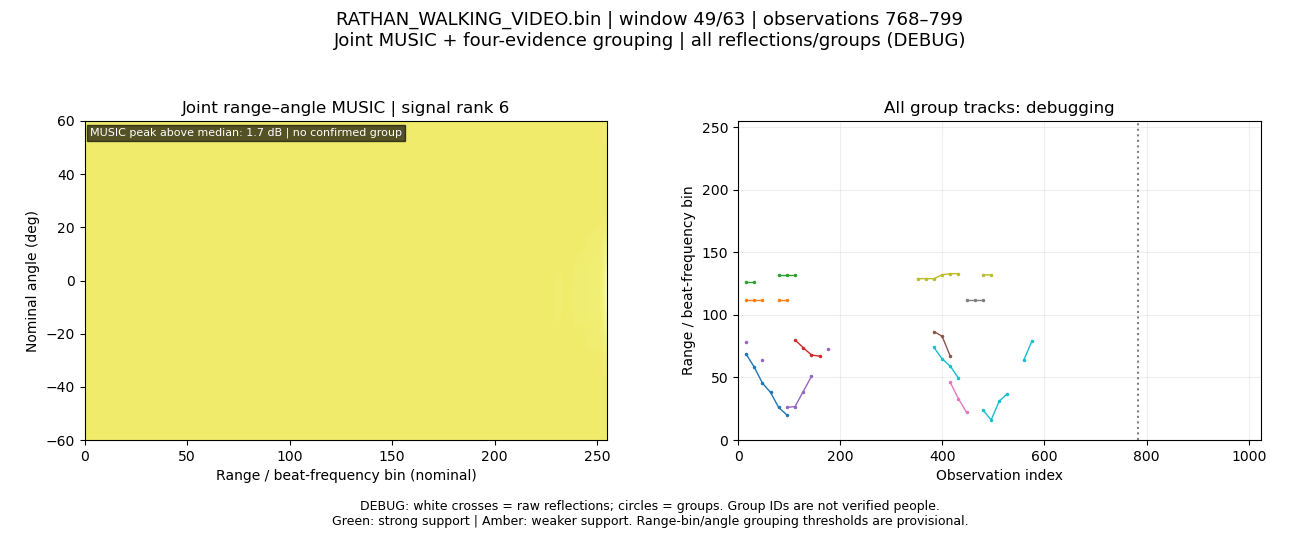 RATHAN_WALKING_VIDEO.bin | window 49/63 | observations 768–799
Joint MUSIC + four-evidence grouping | all reflections/groups (DEBUG)
Joint range–angle MUSIC | signal rank 6
MUSIC peak above median: 1.7 dB | no confirmed group
Nominal angle (deg)
60
40
20
0
−20
−40
−60
0
50
100
150
200
250
Range / beat-frequency bin (nominal)
All group tracks: debugging
Range / beat-frequency bin
250
200
150
100
50
0
0
200
400
600
800
1000
Observation index
DEBUG: white crosses = raw reflections; circles = groups. Group IDs are not verified people.
Green: strong support | Amber: weaker support. Range-bin/angle grouping thresholds are provisional.